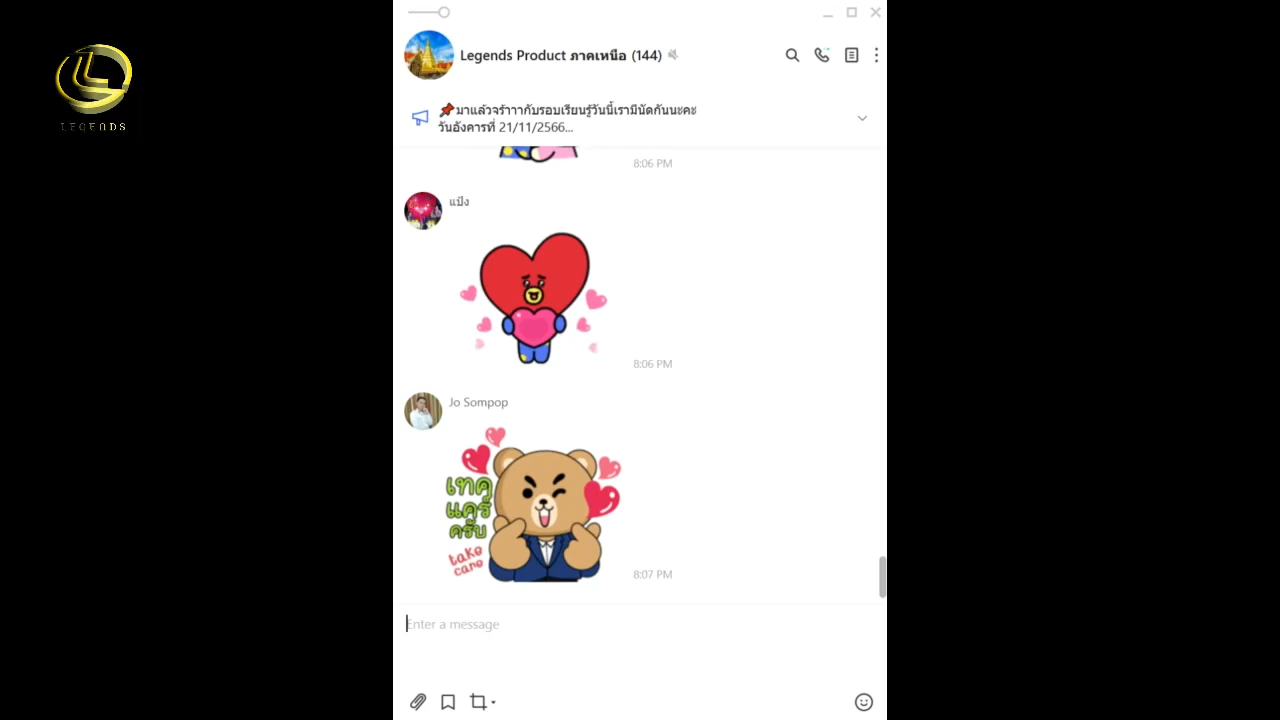 LEGENDS
Legends Product ภาคเหนือ (144)
📌มาแล้วจร้าาากับรอบเรียนรู้วันนี้เรามีนัดกันนะคะ
วันอังคารที่ 21/11/2566...
8:06 PM
แป้ง
8:06 PM
Jo Sompop
เทค
แคร์
ครับ
take
care
8:07 PM
Enter a message